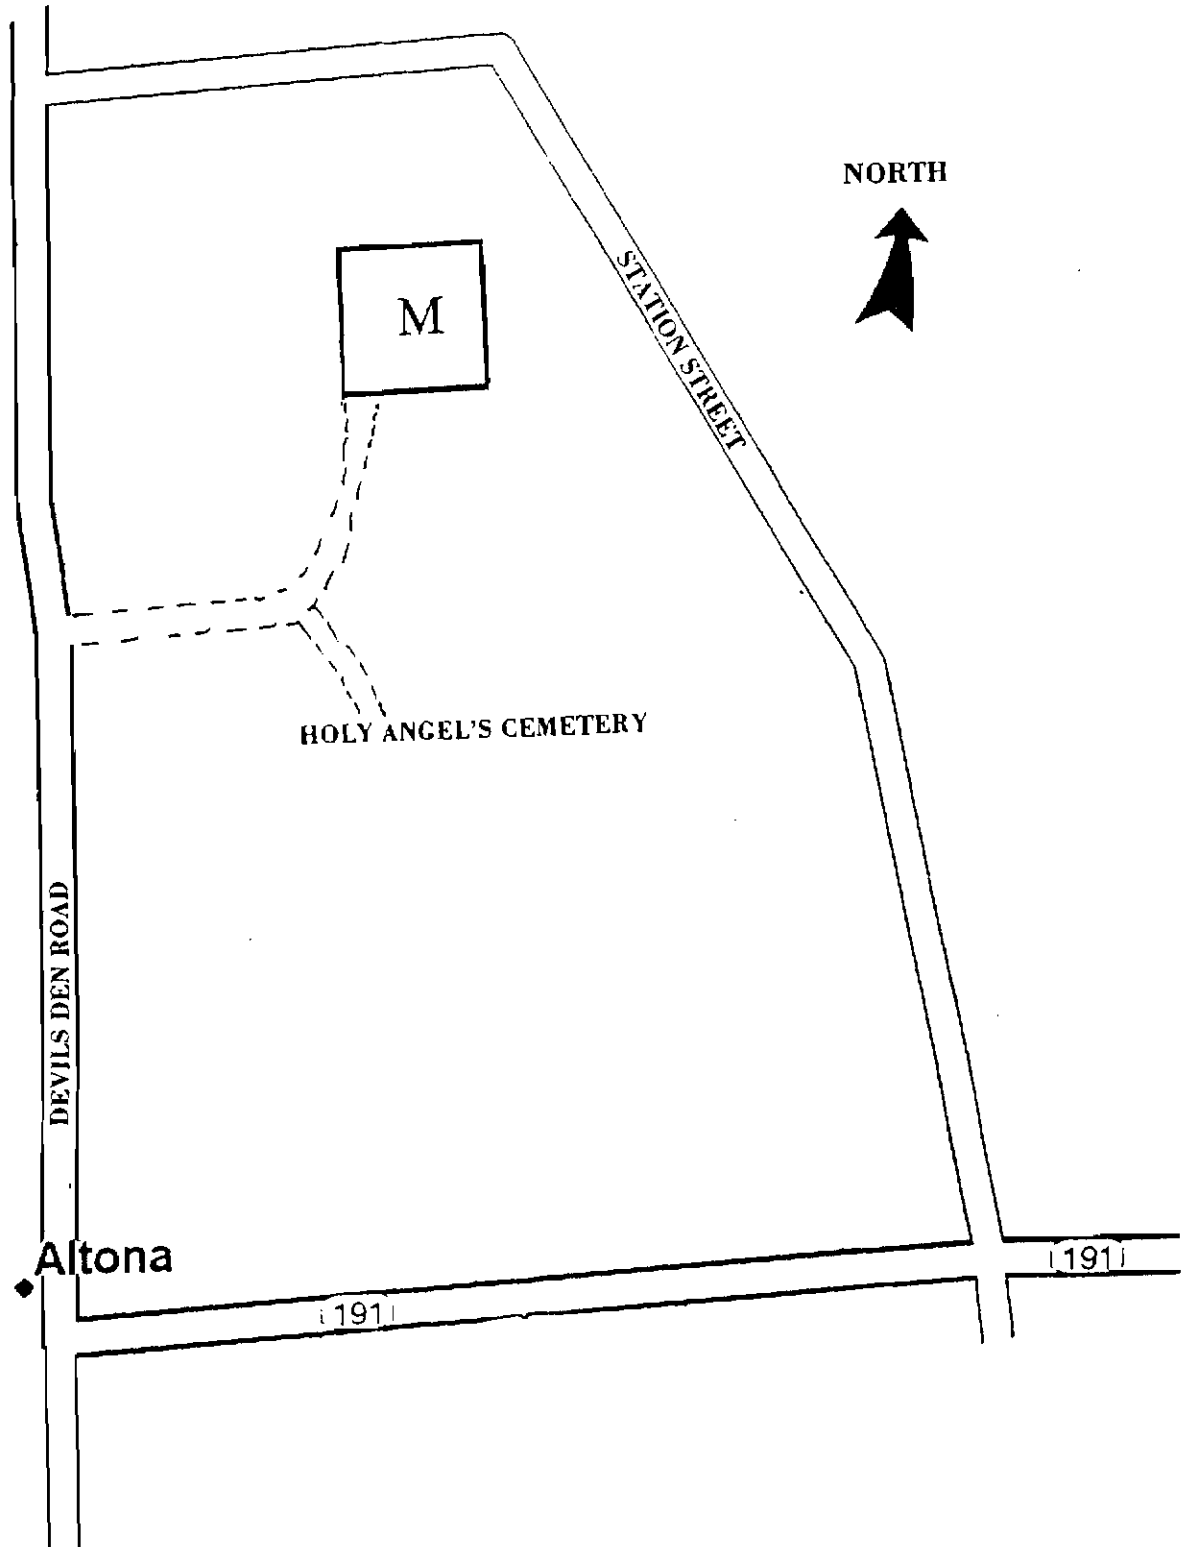 NORTH
STATION STREET
M
HOLY ANGEL'S CEMETERY
DEVILS DEN ROAD
Altona
191
191